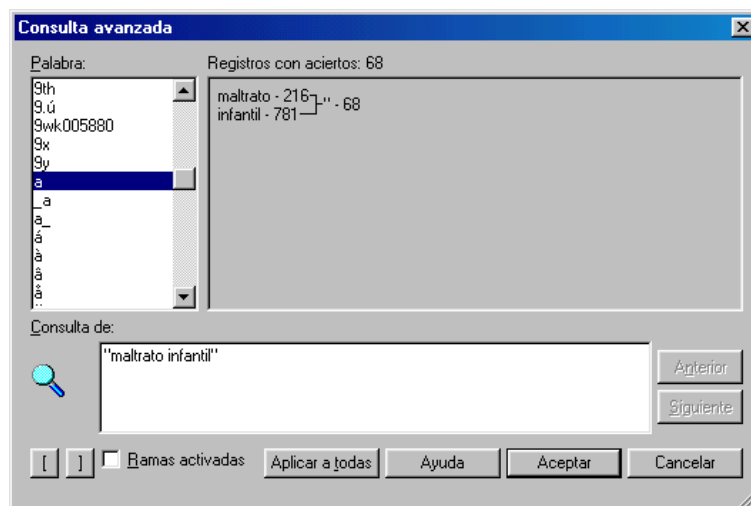 Consulta avanzada
Palabra:
Registros con aciertos: 68
9th
9.ú
9wk005880
9x
9y
a
_a
a_
á
à
â
å
maltrato - 216
infantil - 781
" - 68
Consulta de:
"maltrato infantil"
Anterior
Siguiente
[ ] Ramas activadas Aplicar a todas Ayuda Aceptar Cancelar